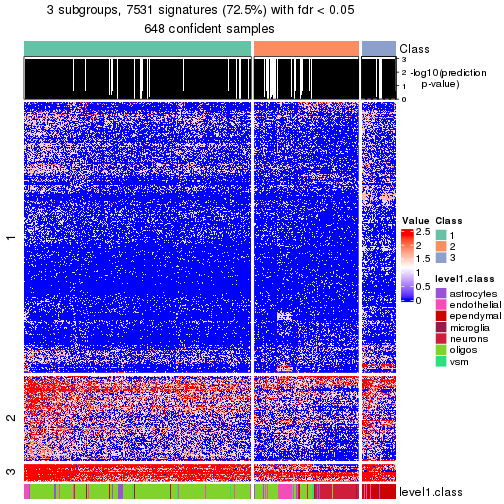 3 subgroups, 7531 signatures (72.5%) with fdr < 0.05
648 confident samples
Class
3
2
1
0
-log10(prediction
p-value)
1
2
3
Value
2.5
2
1.5
1
0.5
0
Class
1
2
3
level1.class
astrocytes
endothelial
ependymal
microglia
neurons
oligos
vsm
level1.class